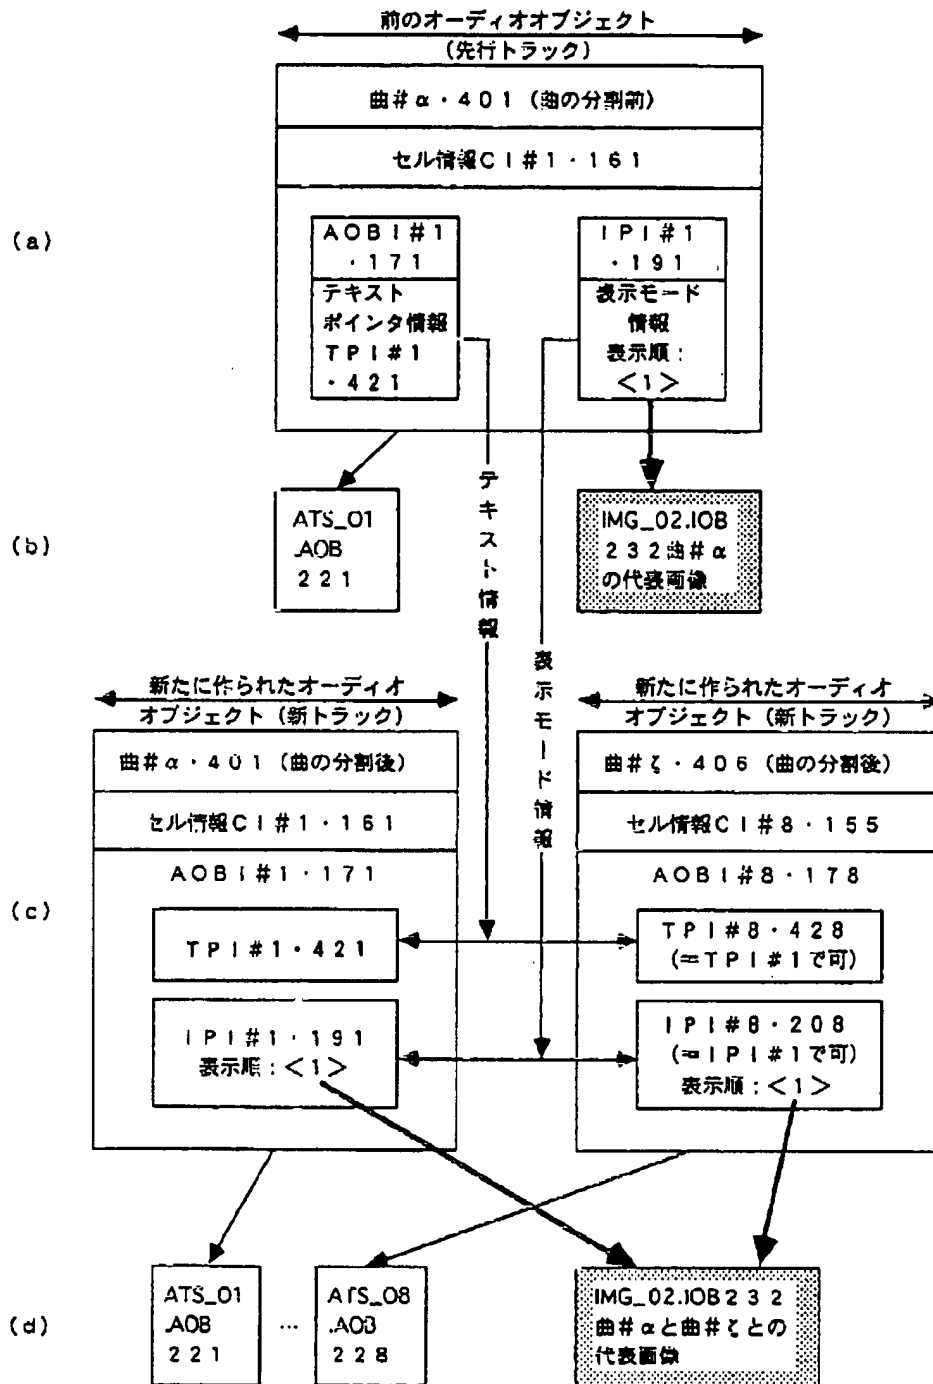 前のオーディオオブジェクト
(先行トラック)
曲#α・401(曲の分割前)
セル情報CI#1・161
(a)
AOBI#1
・171
テキスト
ポインタ情報
TPI#1
・421
IPI#1
・191
表示モード
情報
表示順:
<1>
テキスト情報
表示モード情報
(b)
ATS_01
.AOB
221
IMG_02.IOB
232曲#α
の代表画像
新たに作られたオーディオ
オブジェクト(新トラック)
曲#α・401(曲の分割後)
セル情報CI#1・161
AOBI#1・171
(c)
TPI#1・421
IPI#1・191
表示順:<1>
新たに作られたオーディオ
オブジェクト(新トラック)
曲#ζ・406(曲の分割後)
セル情報CI#8・155
AOBI#8・178
TPI#8・428
(=TPI#1で可)
IPI#8・208
(=IPI#1で可)
表示順:<1>
(d)
ATS_01
.AOB
221
…
ATS_08
.AOB
228
IMG_02.IOB232
曲#αと曲#ζとの
代表画像